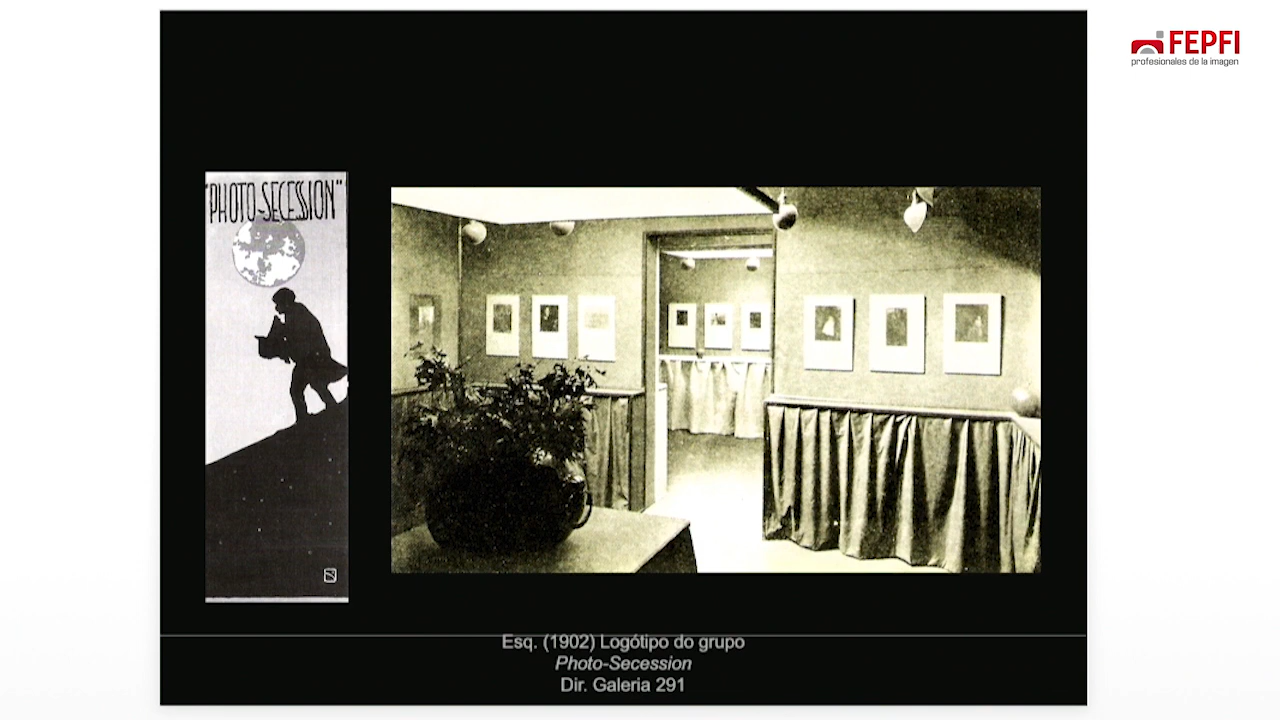 FEPFI
profesionales de la imagen
"PHOTO-SECESSION"
Esq. (1902) Logótipo do grupo
Photo-Secession
Dir. Galeria 291